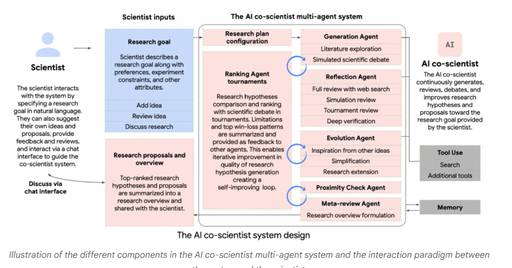 Scientist inputs
The AI co-scientist multi-agent system
Scientist
The scientist interacts
with the system by
specifying a research
goal in natural language.
They can also suggest
their own ideas and
proposals, provide
feedback and reviews,
and interact via a chat
interface to guide the
co-scientist system.
Discuss via
chat interface
Research goal
Scientist describes a
research goal along with
preferences, experiment
constraints, and other
attributes.
Add idea
Review idea
Discuss research
Research proposals and
overview
Top-ranked research
hypotheses and proposals
are summarized into
a research overview and
shared with the scientist.
Research plan
configuration
Ranking Agent
tournaments
Research hypotheses
comparison and ranking
with scientific debate in
tournaments. Limitations
and top win-loss patterns
are summarized and
provided as feedback to
other agents. This enables
iterative improvement in
quality of research
hypothesis generation
creating a
self-improving loop.
Generation Agent
Literature exploration
Simulated scientific debate
Reflection Agent
Full review with web search
Simulation review
Tournament review
Deep verification
Evolution Agent
Inspiration from other ideas
Simplification
Research extension
Proximity Check Agent
Meta-review Agent
Research overview formulation
AI
AI co-scientist
The AI co-scientist
continuously generates,
reviews, debates, and
improves research
hypotheses and proposals
toward the research goal
provided by the scientist.
Tool Use
Search
Additional tools
Memory
The AI co-scientist system design
Illustration of the different components in the AI co-scientist multi-agent system and the interaction paradigm between